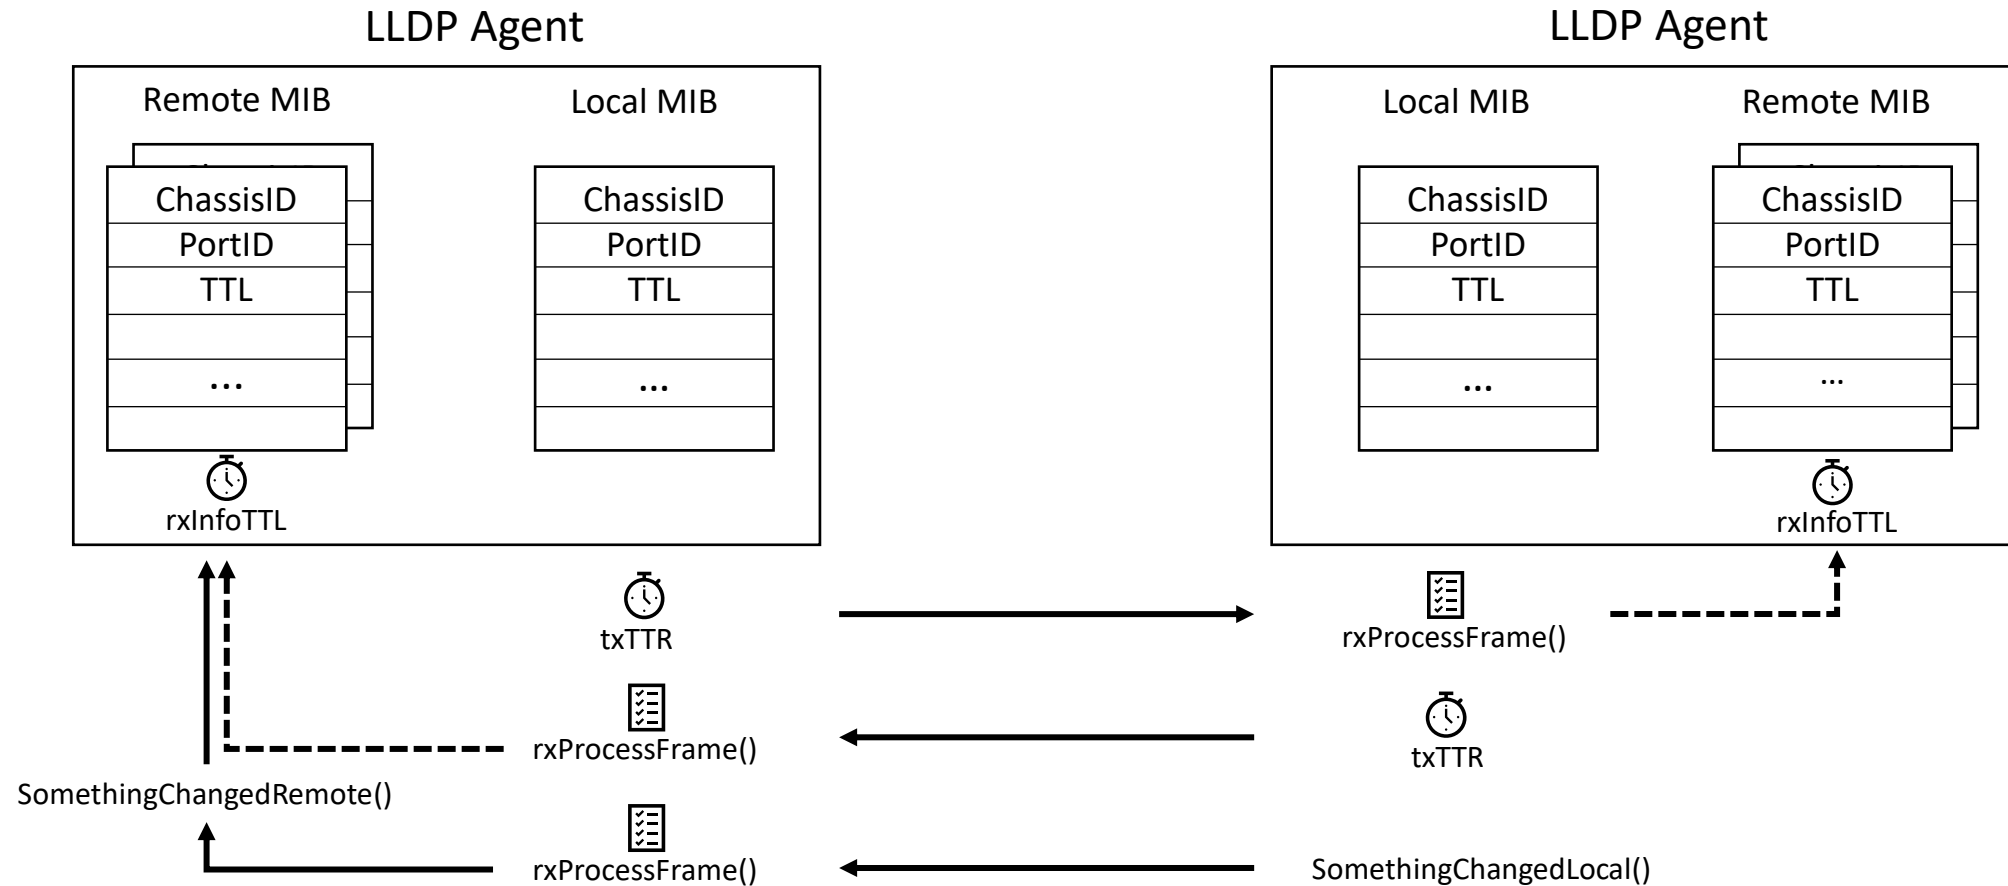 LLDP Agent
LLDP Agent
Remote MIB
Local MIB
ChassisID
PortID
TTL
...
rxInfoTTL
ChassisID
PortID
TTL
...
Local MIB
Remote MIB
ChassisID
PortID
TTL
...
ChassisID
PortID
TTL
...
rxInfoTTL
txTTR
rxProcessFrame()
rxProcessFrame()
txTTR
SomethingChangedRemote()
rxProcessFrame()
SomethingChangedLocal()